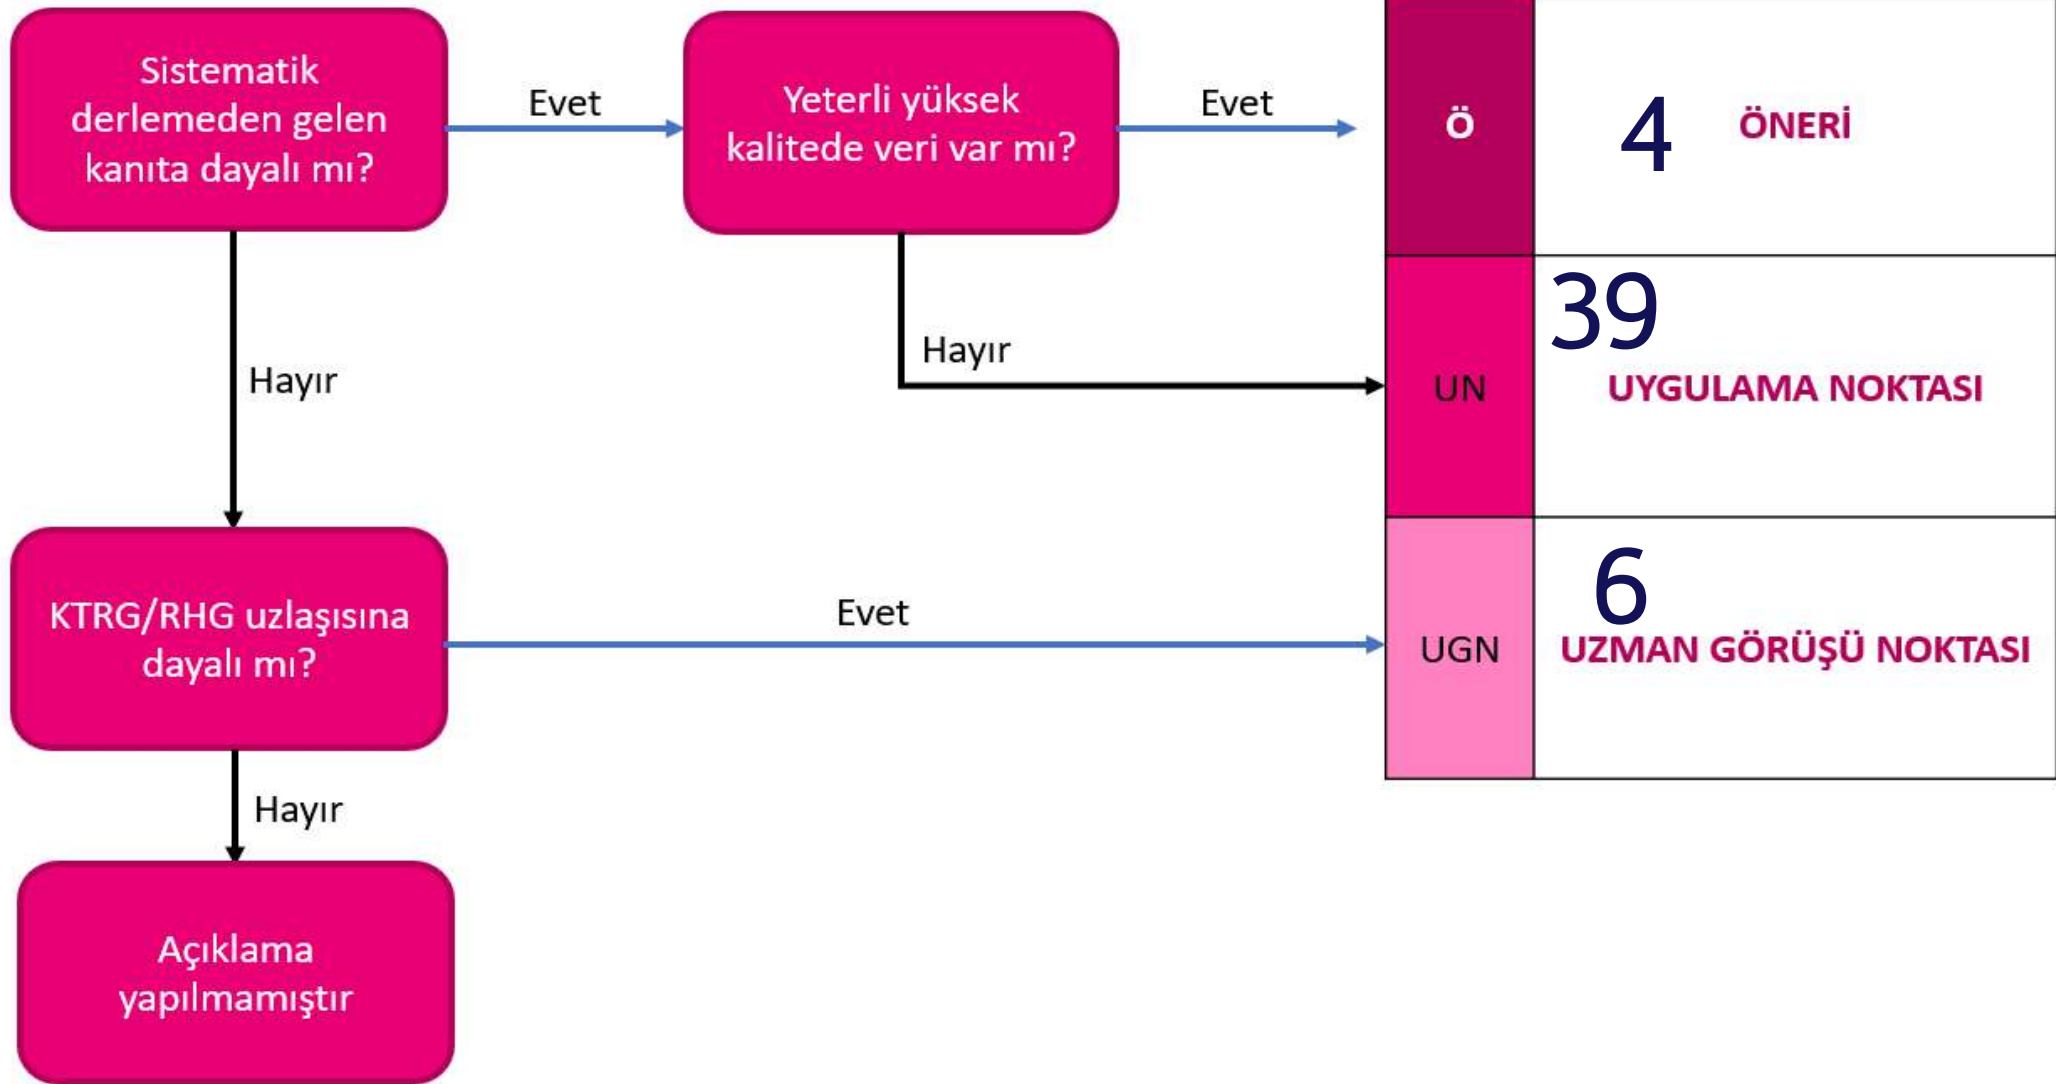 Sistematik
derlemeden gelen
kanıta dayalı mı?
Evet
Yeterli yüksek
kalitede veri var mı?
Evet
Ö
4
ÖNERİ
Hayır
Hayır
UN
39
UYGULAMA NOKTASI
KTRG/RHG uzlaşısına
dayalı mı?
Evet
UGN
6
UZMAN GÖRÜŞÜ NOKTASI
Hayır
Açıklama
yapılmamıştır